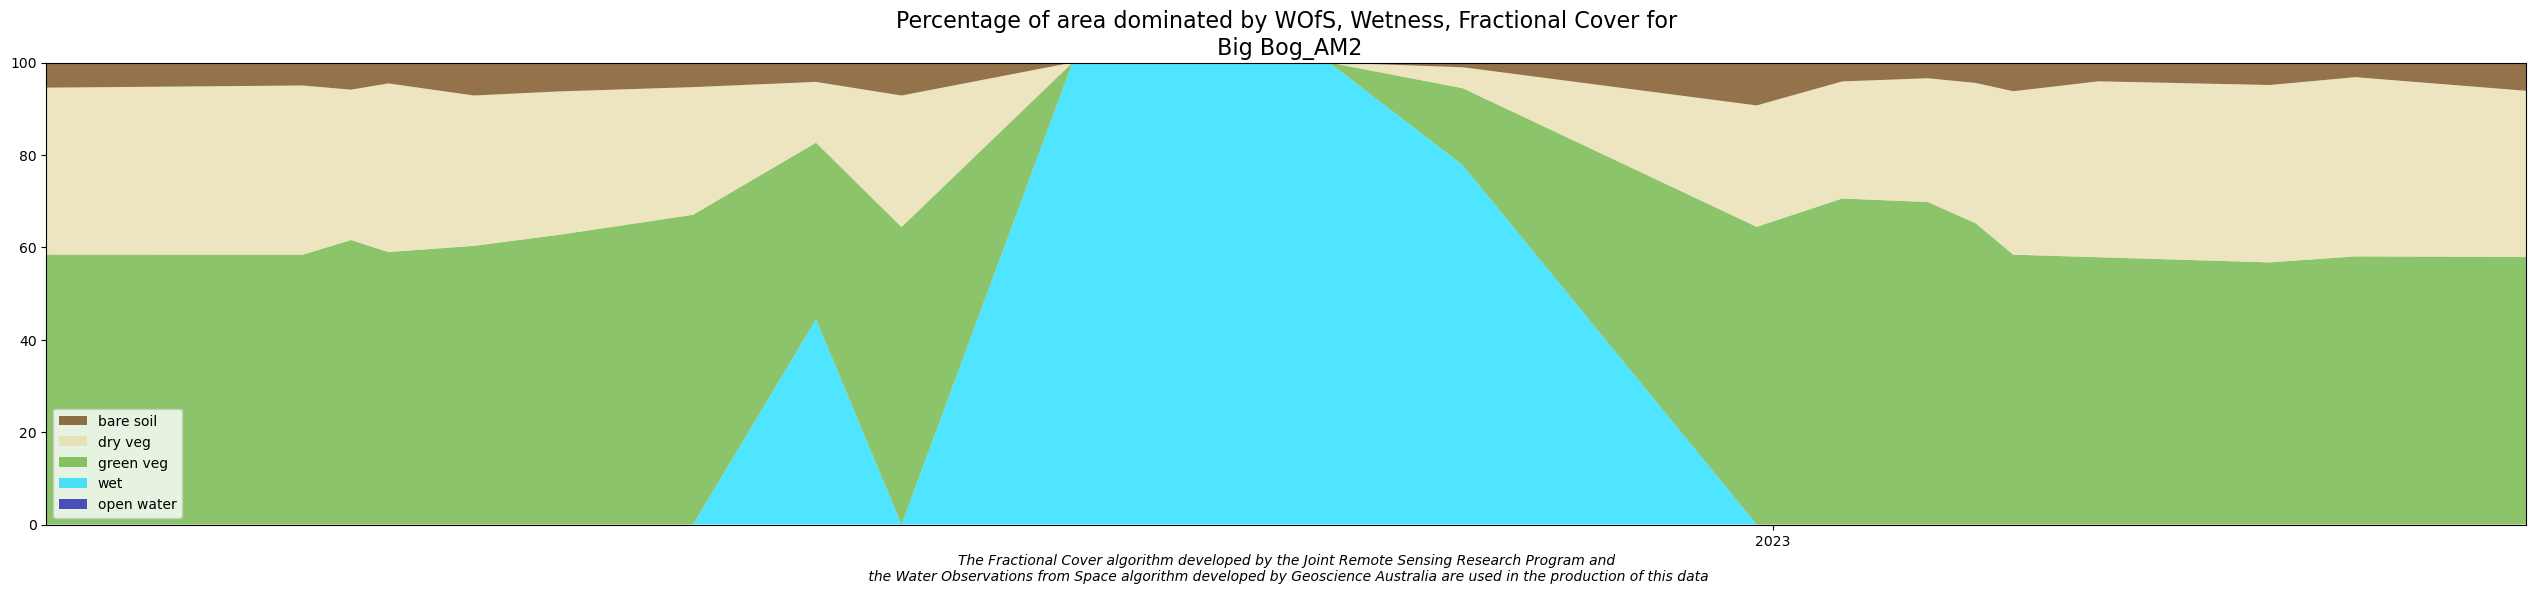 Percentage of area dominated by WOfS, Wetness, Fractional Cover for
Big Bog_AM2
100
80
60
40
20
0
bare soil
dry veg
green veg
wet
open water
2023
The Fractional Cover algorithm developed by the Joint Remote Sensing Research Program and
the Water Observations from Space algorithm developed by Geoscience Australia are used in the production of this data